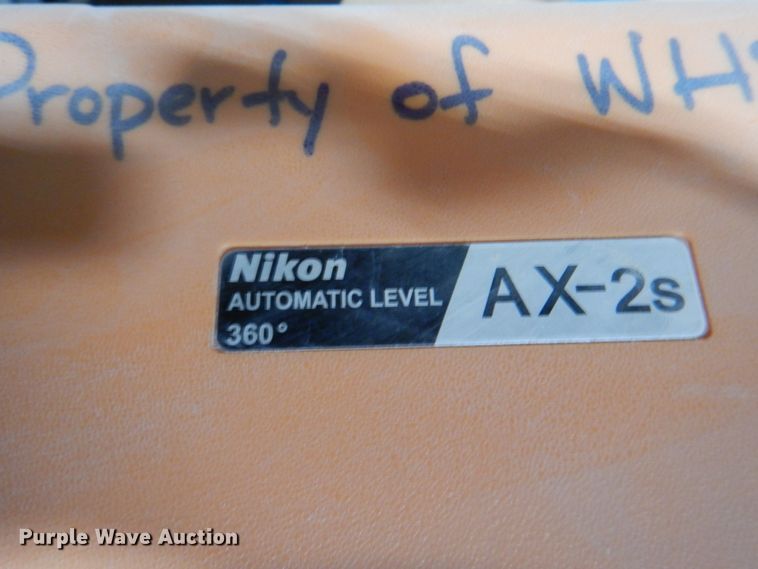 Property of
Nikon
AUTOMATIC LEVEL
360°
AX-2s
Purple Wave Auction